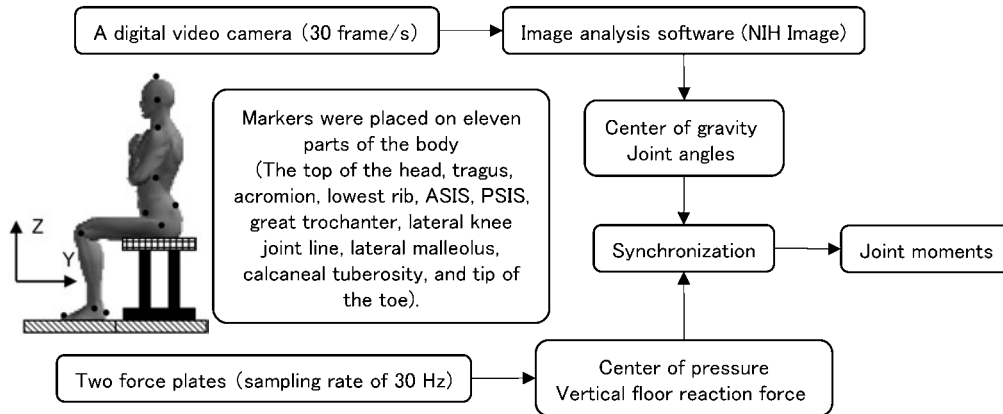 A digital video camera (30 frame/s)
Image analysis software (NIH Image)
Markers were placed on eleven
parts of the body
(The top of the head, tragus,
acromion, lowest rib, ASIS, PSIS,
great trochanter, lateral knee
joint line, lateral malleolus,
calcaneal tuberosity, and tip of
the toe).
Center of gravity
Joint angles
Z
Y
Synchronization
Joint moments
Two force plates (sampling rate of 30 Hz)
Center of pressure
Vertical floor reaction force